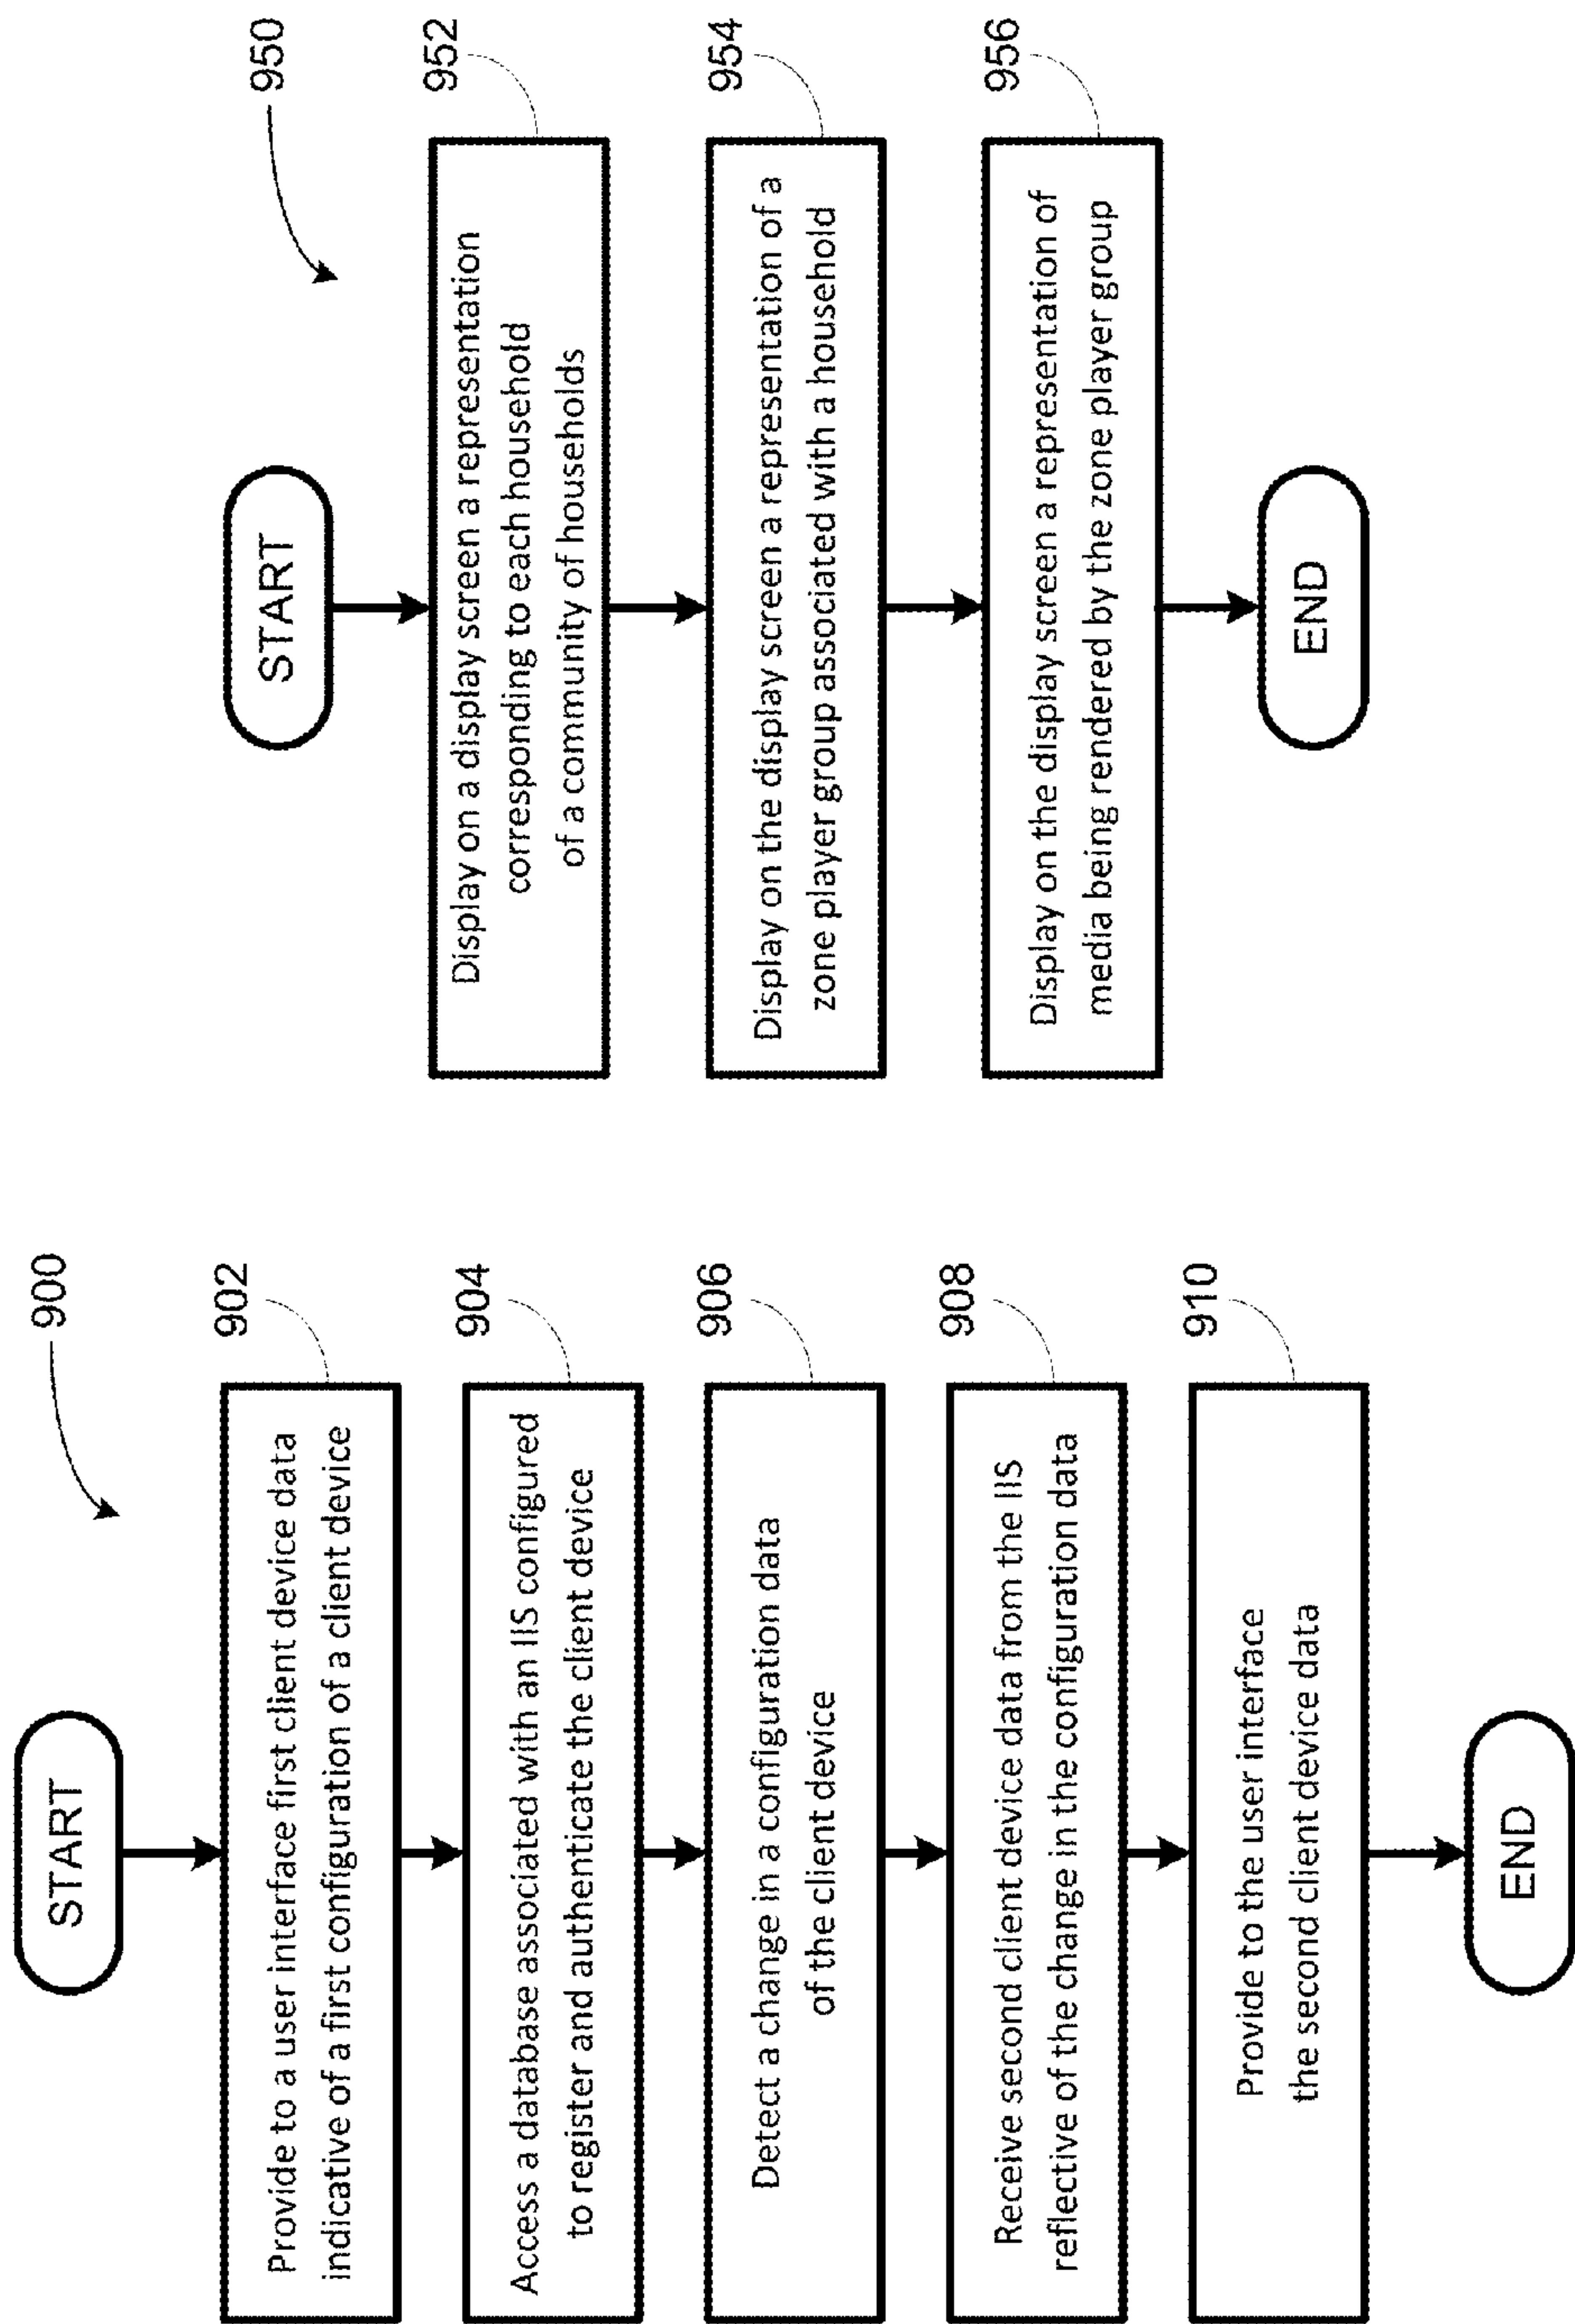 900
START
902
Provide to a user interface first client device data
indicative of a first configuration of a client device
904
Access a database associated with an IIS configured
to register and authenticate the client device
906
Detect a change in a configuration data
of the client device
908
Receive second client device data from the IIS
reflective of the change in the configuration data
910
Provide to the user interface
the second client device data
END
950
START
952
Display on a display screen a representation
corresponding to each household
of a community of households
954
Display on the display screen a representation of a
zone player group associated with a household
956
Display on the display screen a representation of
media being rendered by the zone player group
END